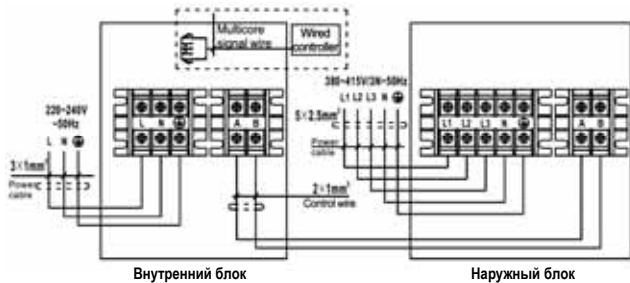 Multicore
signal wire
Wired
controller
220~240V
~50Hz
L N
3×1mm²
Power
cable
L N
A B
380~415V/3N~50Hz
L1 L2 L3 N
5×2.5mm²
Power
cable
L1 L2 L3 N
A B
2×1mm²
Control wire
Внутренний блок
Наружный блок